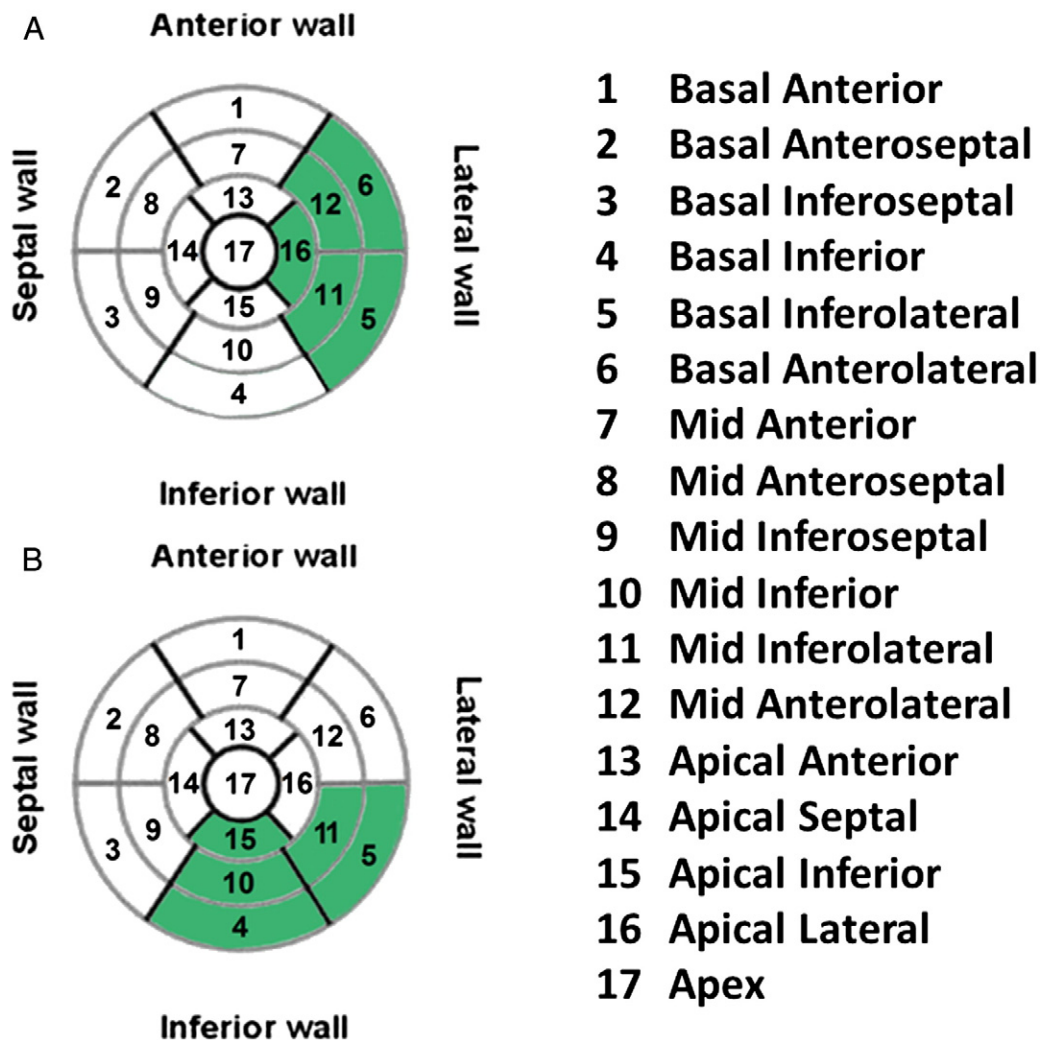 A
Anterior wall
Septal wall
Lateral wall
1
7
13
2
8
14
17
16
12
6
3
9
15
11
5
10
4
Inferior wall
B
Anterior wall
Septal wall
Lateral wall
1
7
13
2
8
14
17
16
12
6
3
9
15
11
5
10
4
Inferior wall
1 Basal Anterior
2 Basal Anteroseptal
3 Basal Inferoseptal
4 Basal Inferior
5 Basal Inferolateral
6 Basal Anterolateral
7 Mid Anterior
8 Mid Anteroseptal
9 Mid Inferoseptal
10 Mid Inferior
11 Mid Inferolateral
12 Mid Anterolateral
13 Apical Anterior
14 Apical Septal
15 Apical Inferior
16 Apical Lateral
17 Apex